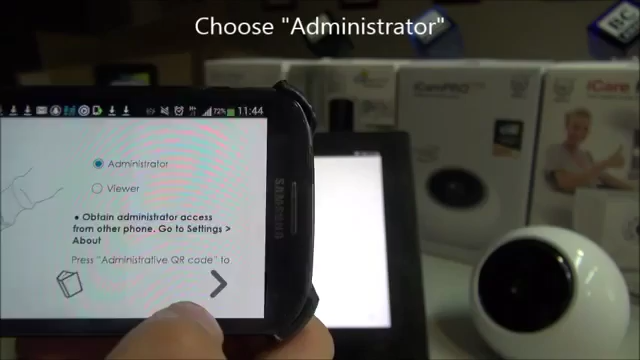 Choose "Administrator"
iCamPRO
iCare
72% 11:44
Administrator
Viewer
• Obtain administrator access
from other phone. Go to Settings >
About
Press "Administrative QR code" to
SAMSUNG
BC